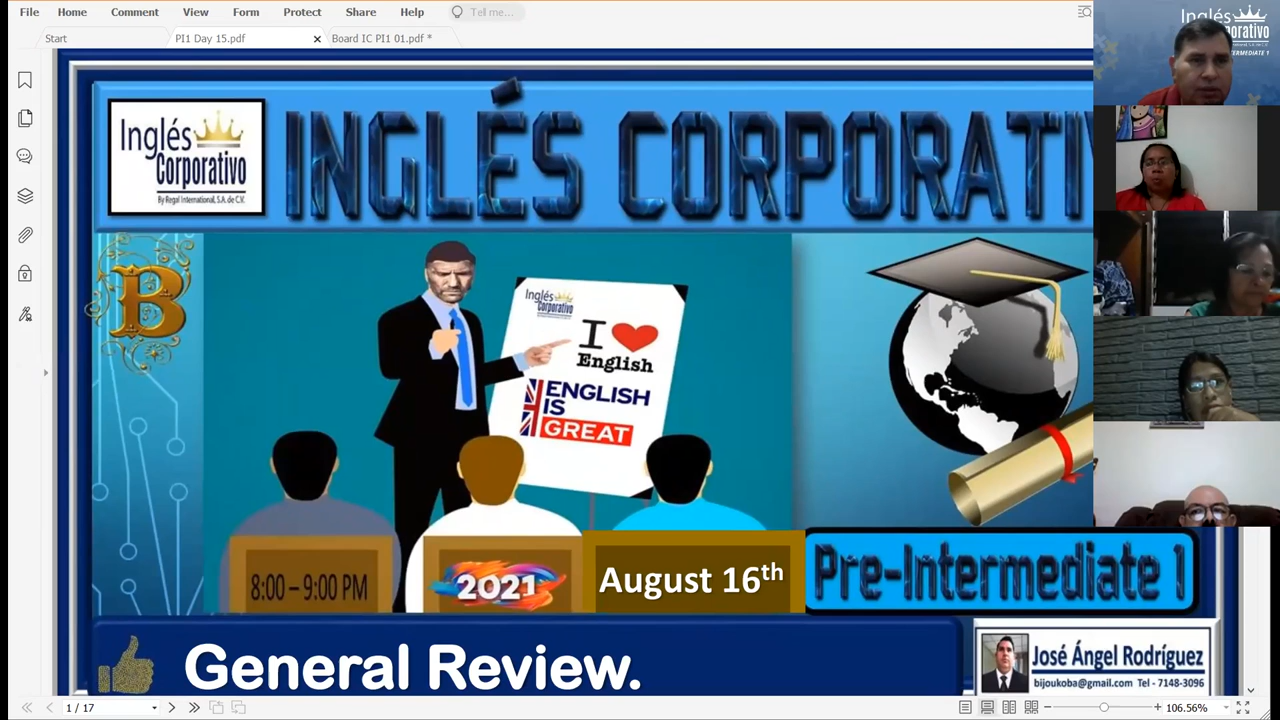 File Home Comment View Form Protect Share Help Tell me...
Start PI1 Day 15.pdf Board IC PI1 01.pdf *
Inglés
INTERMEDIATE 1
INGLÉS CORPORATIV
Inglés
Corporativo
By Regal International, S.A. de C.V.
B
Inglés
Corporativo
I
English
ENGLISH
IS
GREAT
8:00 – 9:00 PM
2021
August 16th
Pre-Intermediate 1
General Review.
José Ángel Rodríguez
bijoukoba@gmail.com Tel - 7148-3096
1 / 17
106.56%